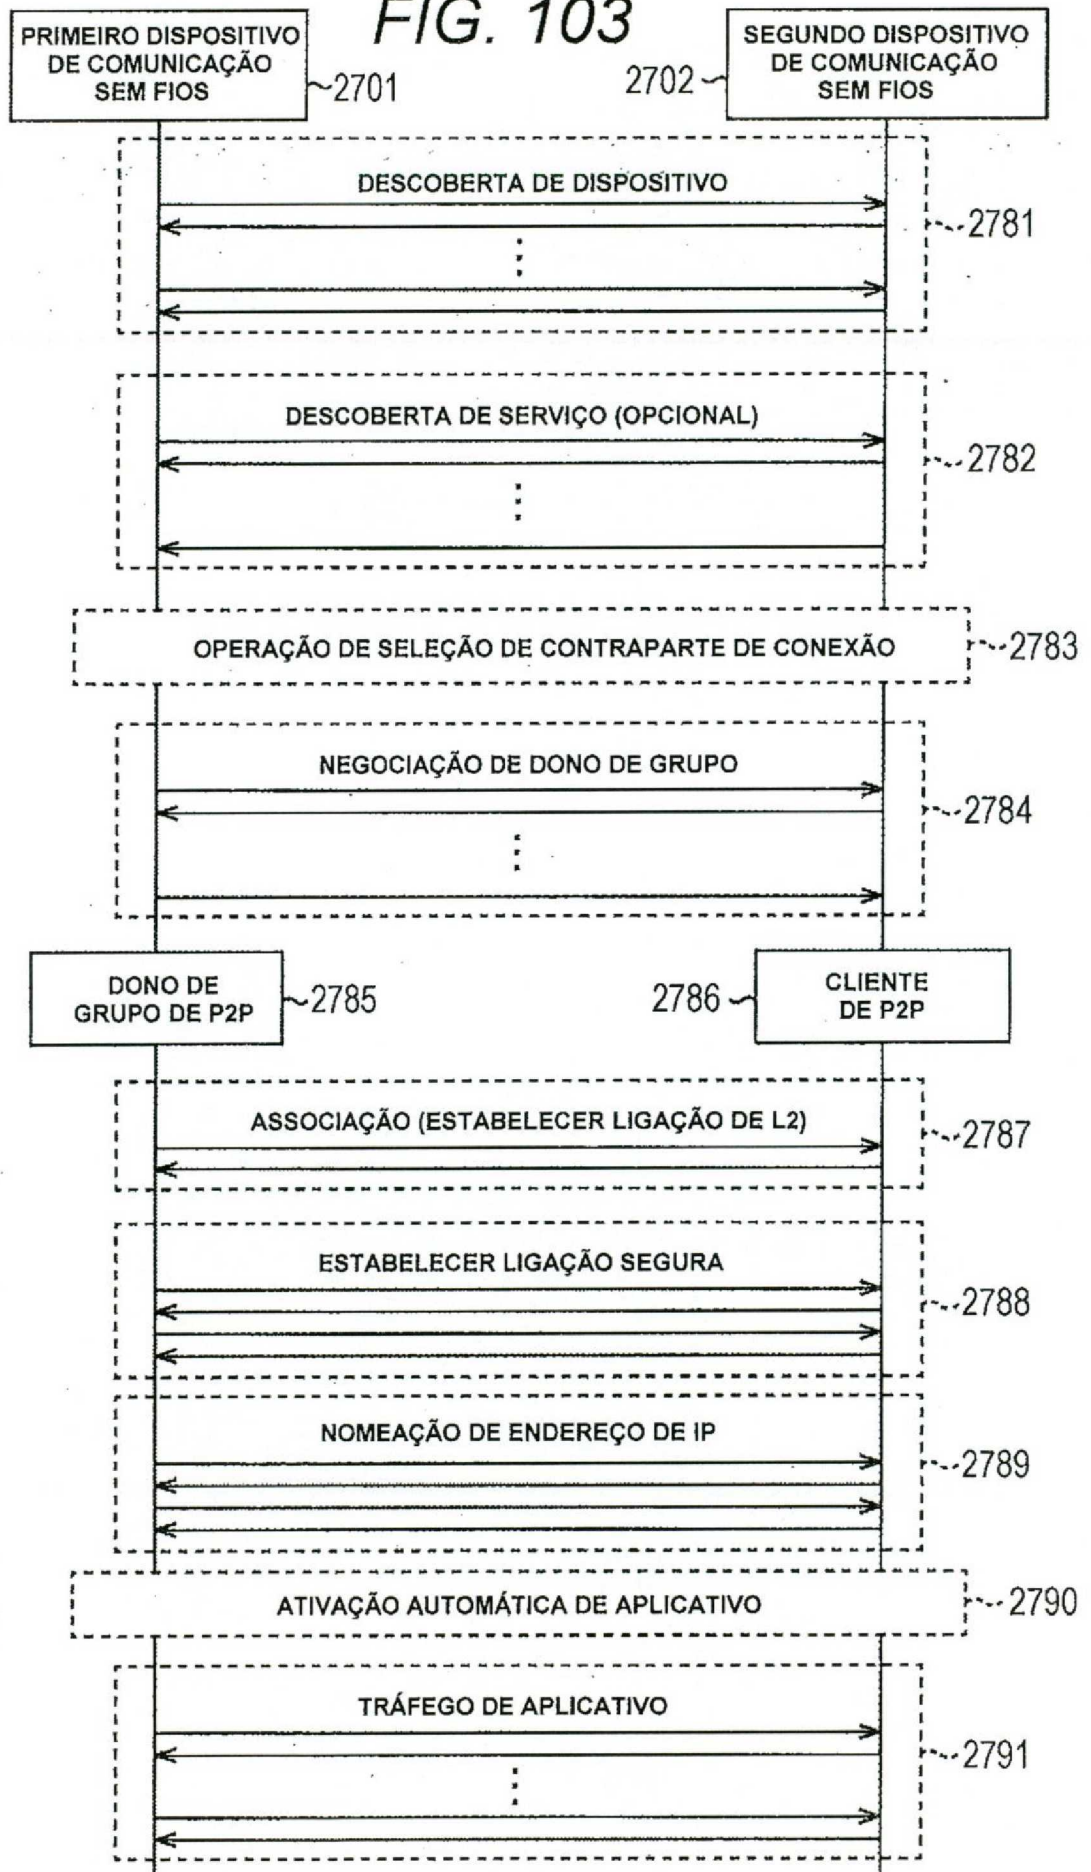 FIG. 103
PRIMEIRO DISPOSITIVO
DE COMUNICAÇÃO
SEM FIOS
2701
2702
SEGUNDO DISPOSITIVO
DE COMUNICAÇÃO
SEM FIOS
DESCOBERTA DE DISPOSITIVO
2781
DESCOBERTA DE SERVIÇO (OPCIONAL)
2782
OPERAÇÃO DE SELEÇÃO DE CONTRAPARTE DE CONEXÃO
2783
NEGOCIAÇÃO DE DONO DE GRUPO
2784
DONO DE
GRUPO DE P2P
2785
2786
CLIENTE
DE P2P
ASSOCIAÇÃO (ESTABELECER LIGAÇÃO DE L2)
2787
ESTABELECER LIGAÇÃO SEGURA
2788
NOMEAÇÃO DE ENDEREÇO DE IP
2789
ATIVAÇÃO AUTOMÁTICA DE APLICATIVO
2790
TRÁFEGO DE APLICATIVO
2791